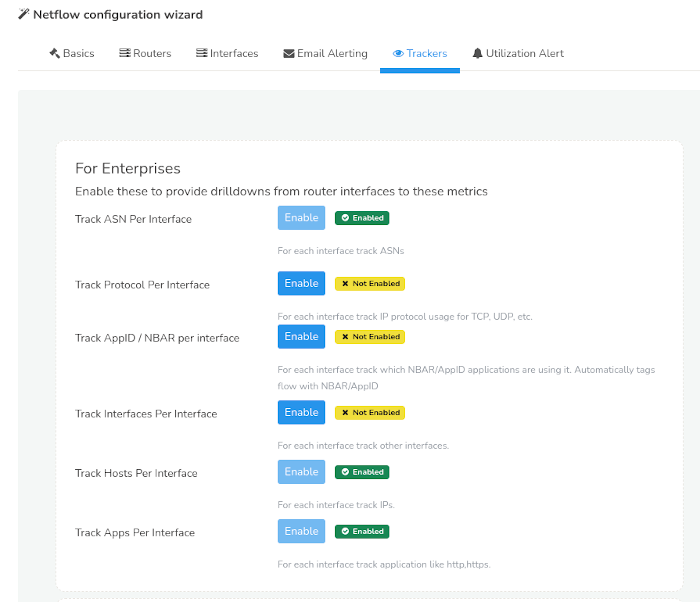 Netflow configuration wizard
Basics Routers Interfaces Email Alerting Trackers Utilization Alert
For Enterprises
Enable these to provide drilldowns from router interfaces to these metrics
Track ASN Per Interface Enable Enabled
For each interface track ASNs
Track Protocol Per Interface Enable Not Enabled
For each interface track IP protocol usage for TCP, UDP, etc.
Track AppID / NBAR per interface Enable Not Enabled
For each interface track which NBAR/AppID applications are using it. Automatically tags
flow with NBAR/AppID
Track Interfaces Per Interface Enable Not Enabled
For each interface track other interfaces.
Track Hosts Per Interface Enable Enabled
For each interface track IPs.
Track Apps Per Interface Enable Enabled
For each interface track application like http,https.